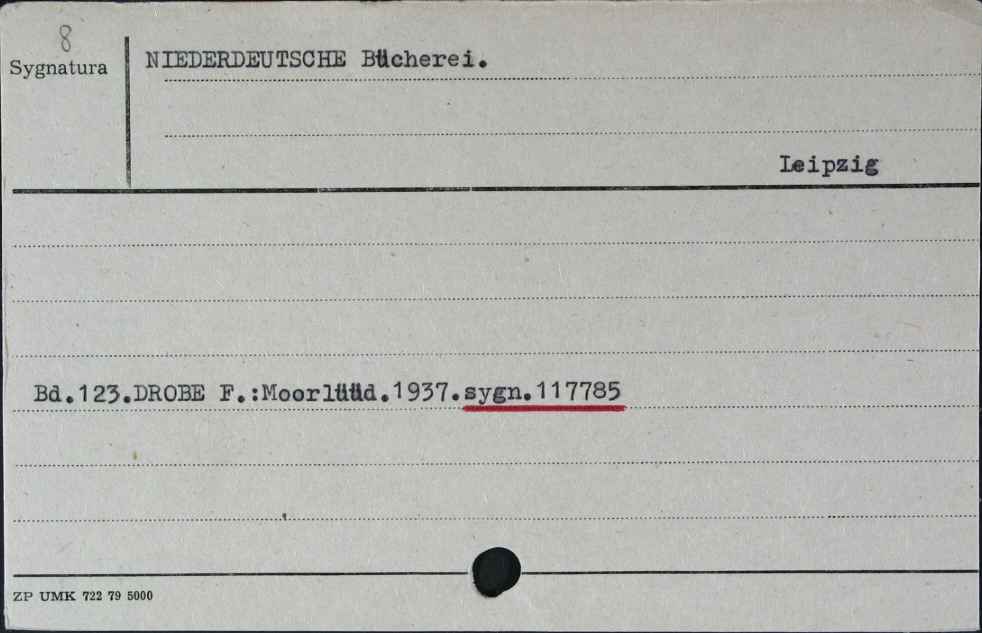 8
Sygnatura
NIEDERDEUTSCHE Bücherei.
Leipzig
Bd.123.DROBE F.:Moorlüüd.1937.sygn.117785
ZP UMK 722 79 5000